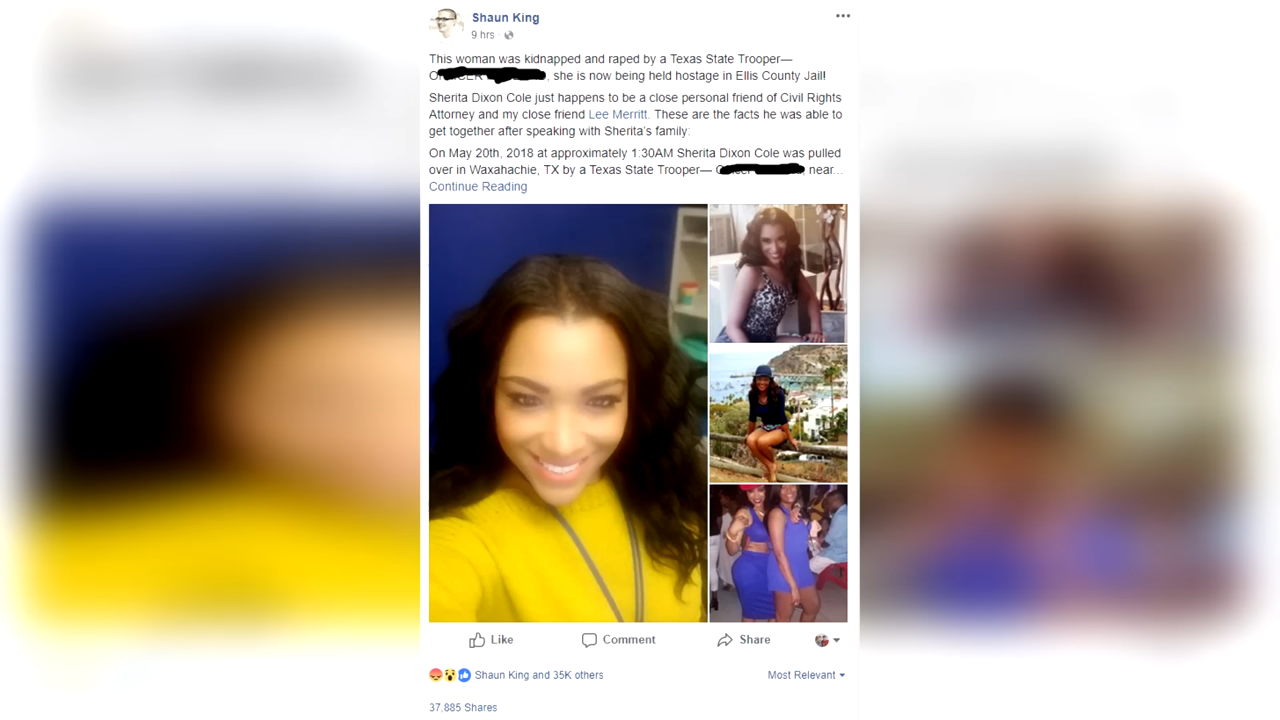 Shaun King
9 hrs
This woman was kidnapped and raped by a Texas State Trooper—
, she is now being held hostage in Ellis County Jail!
Sherita Dixon Cole just happens to be a close personal friend of Civil Rights
Attorney and my close friend Lee Merritt. These are the facts he was able to
get together after speaking with Sherita's family:
On May 20th, 2018 at approximately 1:30AM Sherita Dixon Cole was pulled
over in Waxahachie, TX by a Texas State Trooper— , near...
Continue Reading
Like Comment Share
Shaun King and 35K others Most Relevant
37,885 Shares